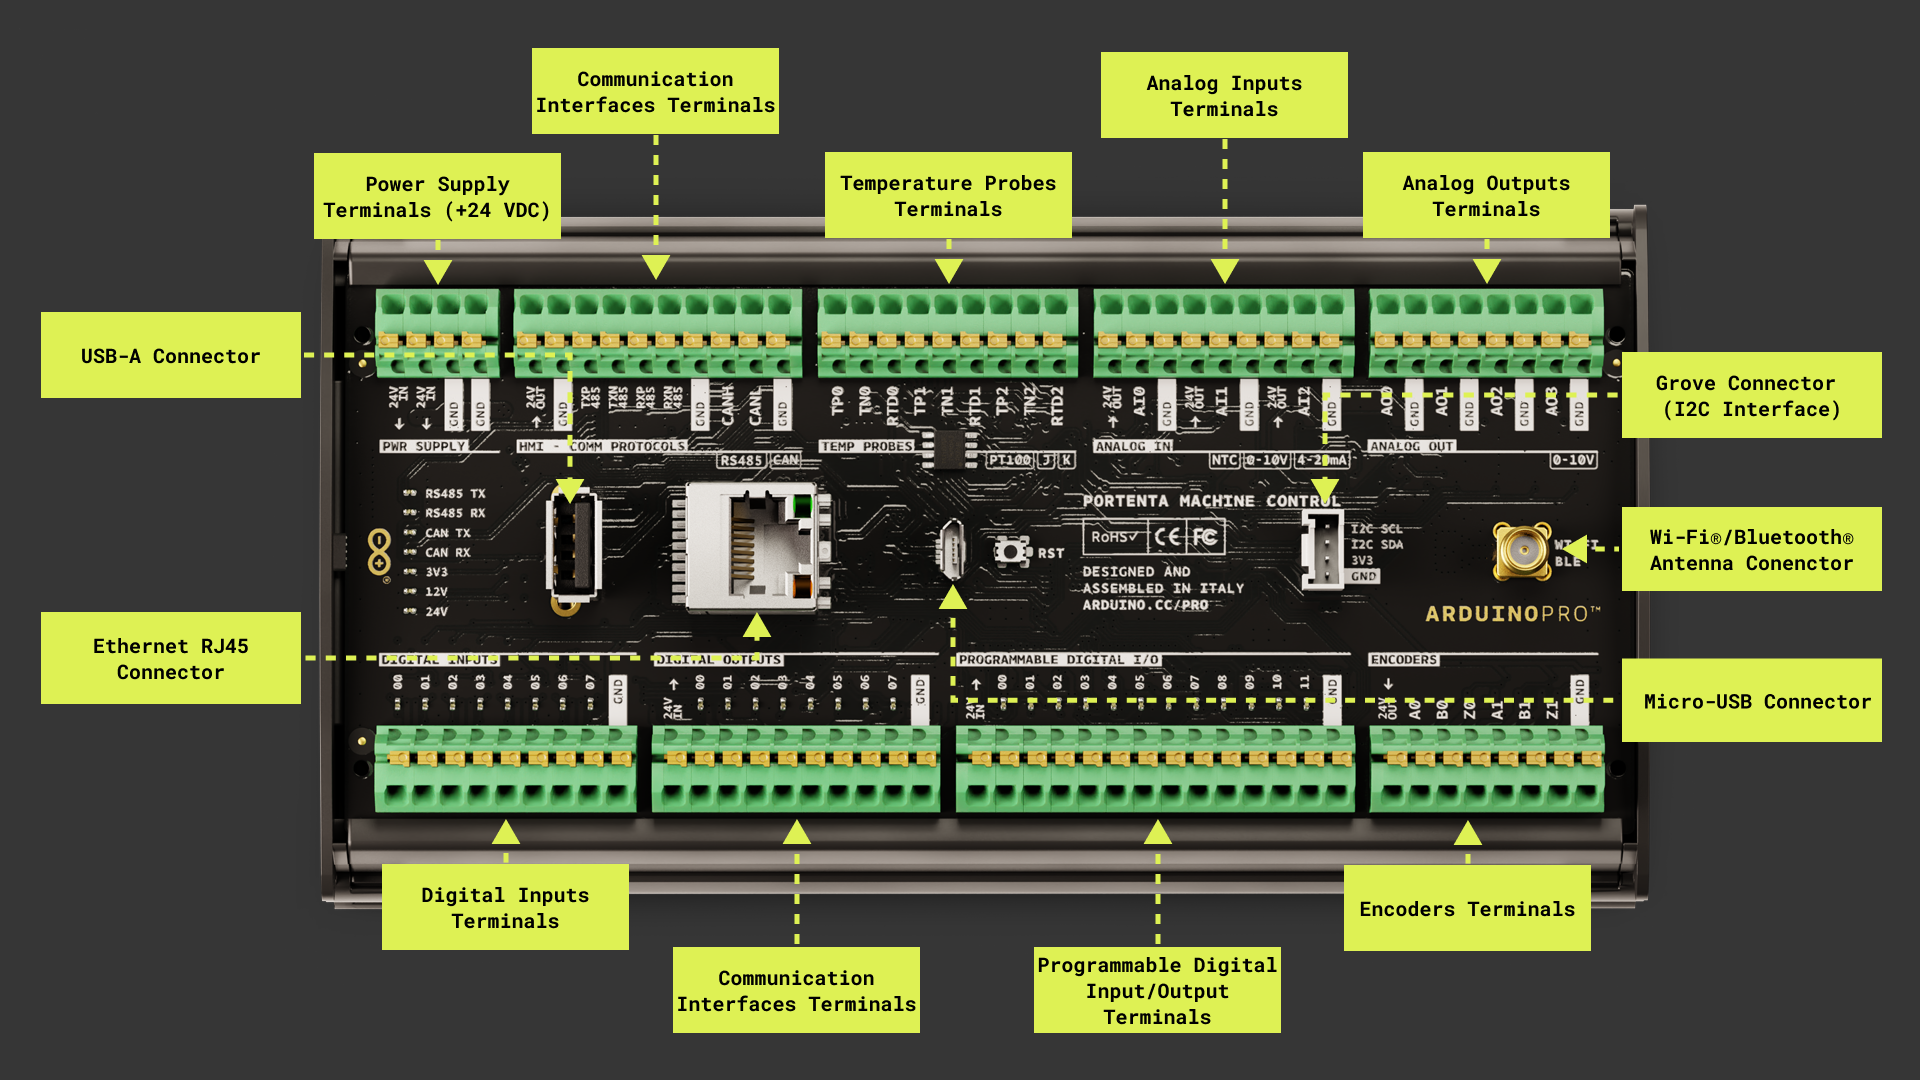 Communication
Interfaces Terminals
Analog Inputs
Terminals
Power Supply
Terminals (+24 VDC)
Temperature Probes
Terminals
Analog Outputs
Terminals
USB-A Connector
Grove Connector
(I2C Interface)
24V IN
24V IN
GND
GND
24V OUT
GND
TXP 485
TXN 485
RXP 485
RXN 485
GND
CANH
CANL
GND
TP0
TN0
RTD0
TP1
TN1
RTD1
TP2
TN2
RTD2
24V OUT
AI0
GND
24V OUT
AI1
GND
24V OUT
AI2
GND
AO0
GND
AO1
GND
AO2
GND
AO3
GND
PWR SUPPLY
HMI - COMM PROTOCOLS
TEMP PROBES
ANALOG IN
ANALOG OUT
RS485 CAN
PT100 J K
NTC 0-10V 4-20mA
0-10V
RS485 TX
RS485 RX
CAN TX
CAN RX
3V3
12V
24V
RST
PORTENTA MACHINE CONTROL
RoHS CE FC
DESIGNED AND
ASSEMBLED IN ITALY
ARDUINO.CC/PRO
I2C SCL
I2C SDA
3V3
GND
WI-FI
BLE
ARDUINOPRO™
Wi-Fi®/Bluetooth®
Antenna Conenctor
Ethernet RJ45
Connector
Micro-USB Connector
DIGITAL INPUTS
DIGITAL OUTPUTS
PROGRAMMABLE DIGITAL I/O
ENCODERS
00 01 02 03 04 05 06 07 GND
24V IN 00 01 02 03 04 05 06 07 GND
24V IN 00 01 02 03 04 05 06 07 08 09 10 11 GND
24V OUT A0 B0 Z0 A1 B1 Z1 GND
Digital Inputs
Terminals
Communication
Interfaces Terminals
Programmable Digital
Input/Output
Terminals
Encoders Terminals